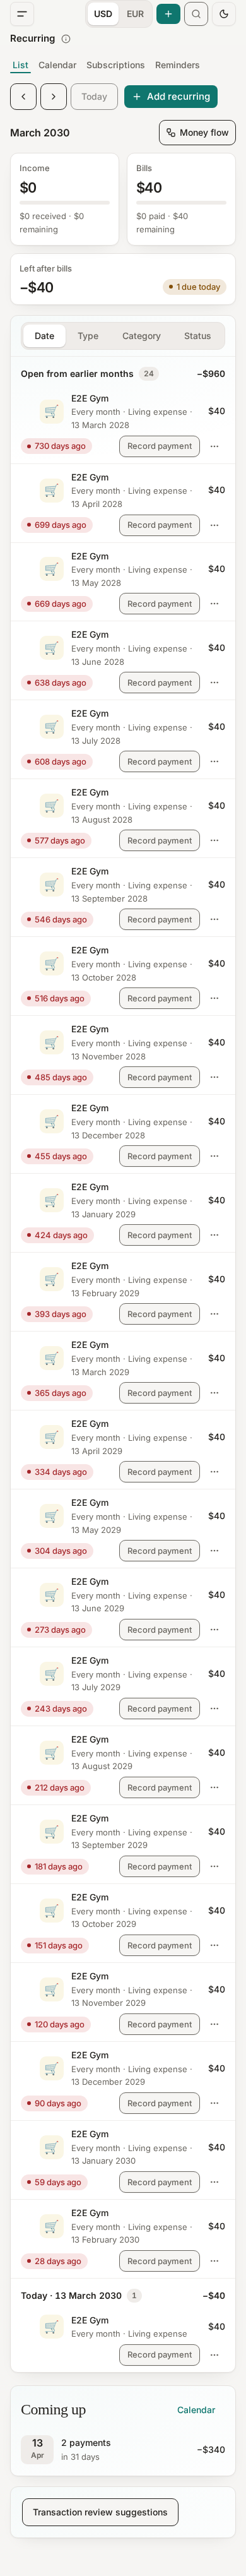 USD EUR
Recurring
List Calendar Subscriptions Reminders
Today Add recurring
March 2030 Money flow
Income
$0
$0 received · $0
remaining
Bills
$40
$0 paid · $40
remaining
Left after bills
−$40 1 due today
Date Type Category Status
Open from earlier months 24 −$960
E2E Gym $40
Every month · Living expense ·
13 March 2028
730 days ago Record payment
E2E Gym $40
Every month · Living expense ·
13 April 2028
699 days ago Record payment
E2E Gym $40
Every month · Living expense ·
13 May 2028
669 days ago Record payment
E2E Gym $40
Every month · Living expense ·
13 June 2028
638 days ago Record payment
E2E Gym $40
Every month · Living expense ·
13 July 2028
608 days ago Record payment
E2E Gym $40
Every month · Living expense ·
13 August 2028
577 days ago Record payment
E2E Gym $40
Every month · Living expense ·
13 September 2028
546 days ago Record payment
E2E Gym $40
Every month · Living expense ·
13 October 2028
516 days ago Record payment
E2E Gym $40
Every month · Living expense ·
13 November 2028
485 days ago Record payment
E2E Gym $40
Every month · Living expense ·
13 December 2028
455 days ago Record payment
E2E Gym $40
Every month · Living expense ·
13 January 2029
424 days ago Record payment
E2E Gym $40
Every month · Living expense ·
13 February 2029
393 days ago Record payment
E2E Gym $40
Every month · Living expense ·
13 March 2029
365 days ago Record payment
E2E Gym $40
Every month · Living expense ·
13 April 2029
334 days ago Record payment
E2E Gym $40
Every month · Living expense ·
13 May 2029
304 days ago Record payment
E2E Gym $40
Every month · Living expense ·
13 June 2029
273 days ago Record payment
E2E Gym $40
Every month · Living expense ·
13 July 2029
243 days ago Record payment
E2E Gym $40
Every month · Living expense ·
13 August 2029
212 days ago Record payment
E2E Gym $40
Every month · Living expense ·
13 September 2029
181 days ago Record payment
E2E Gym $40
Every month · Living expense ·
13 October 2029
151 days ago Record payment
E2E Gym $40
Every month · Living expense ·
13 November 2029
120 days ago Record payment
E2E Gym $40
Every month · Living expense ·
13 December 2029
90 days ago Record payment
E2E Gym $40
Every month · Living expense ·
13 January 2030
59 days ago Record payment
E2E Gym $40
Every month · Living expense ·
13 February 2030
28 days ago Record payment
Today · 13 March 2030 1 −$40
E2E Gym $40
Every month · Living expense
Record payment
Coming up Calendar
13 2 payments −$340
Apr in 31 days
Transaction review suggestions